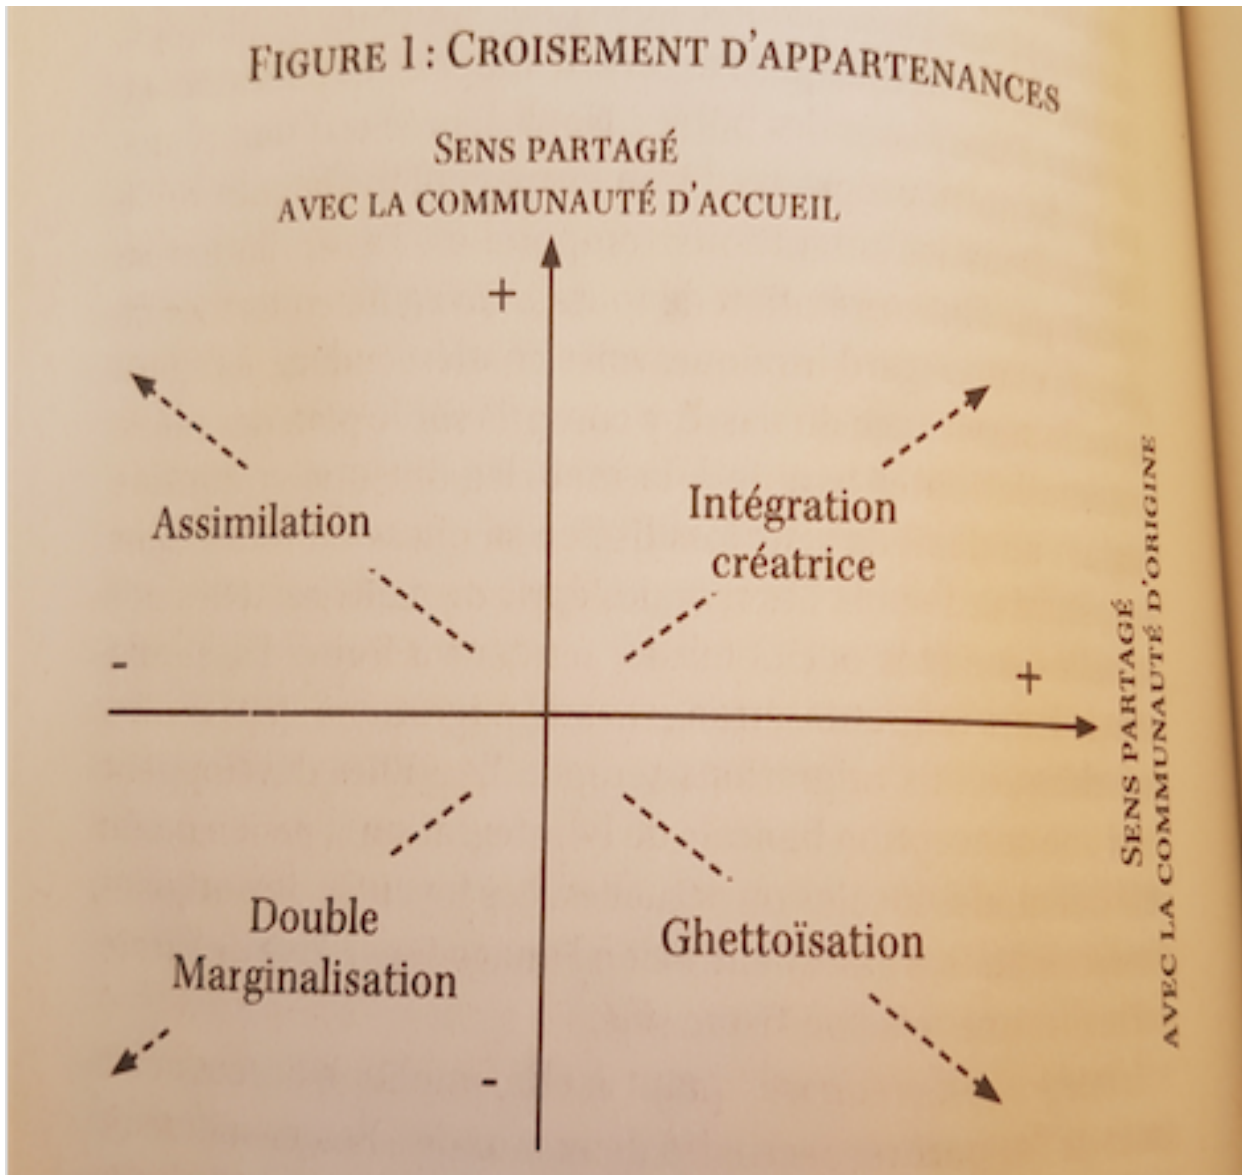 FIGURE 1 : CROISEMENT D'APPARTENANCES
SENS PARTAGÉ
AVEC LA COMMUNAUTÉ D'ACCUEIL
+
Assimilation
Intégration
créatrice
-
+
SENS PARTAGÉ
AVEC LA COMMUNAUTÉ D'ORIGINE
Double
Marginalisation
Ghettoïsation
-